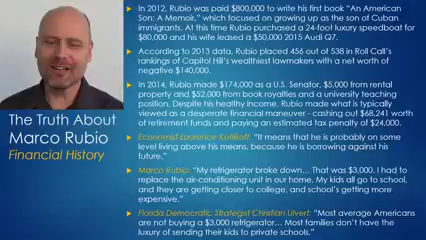 • In 2012, Rubio was paid $800,000 to write his first book "An American
Son: A Memoir," which focused on growing up as the son of Cuban
immigrants. At this time Rubio purchased a 24-foot luxury speedboat for
$80,000 and his wife leased a $50,000 2015 Audi Q7.
• According to 2013 data, Rubio placed 456 out of 538 in Roll Call's
rankings of Capitol Hill's wealthiest lawmakers with a net worth of
negative $140,000.
• In 2014, Rubio made $174,000 as a U.S. Senator, $5,000 from rental
property and $52,000 from book royalties and a university teaching
position. Despite his healthy income, Rubio made what is typically
viewed as a desperate financial maneuver - cashing out $68,241 worth
of retirement funds and paying an estimated tax penalty of $24,000.
• Economist Laurence Kotlikoff: "It means that he is probably on some
level living above his means, because he is borrowing against his
future."
• Marco Rubio: "My refrigerator broke down... That was $3,000. I had to
replace the air-conditioning unit in our home. My kids all go to school,
and they are getting closer to college, and school's getting more
expensive."
• Florida Democratic Strategist Christian Ulvert: "Most average Americans
are not buying a $3,000 refrigerator... Most families don't have the
luxury of sending their kids to private schools."
The Truth About
Marco Rubio
Financial History